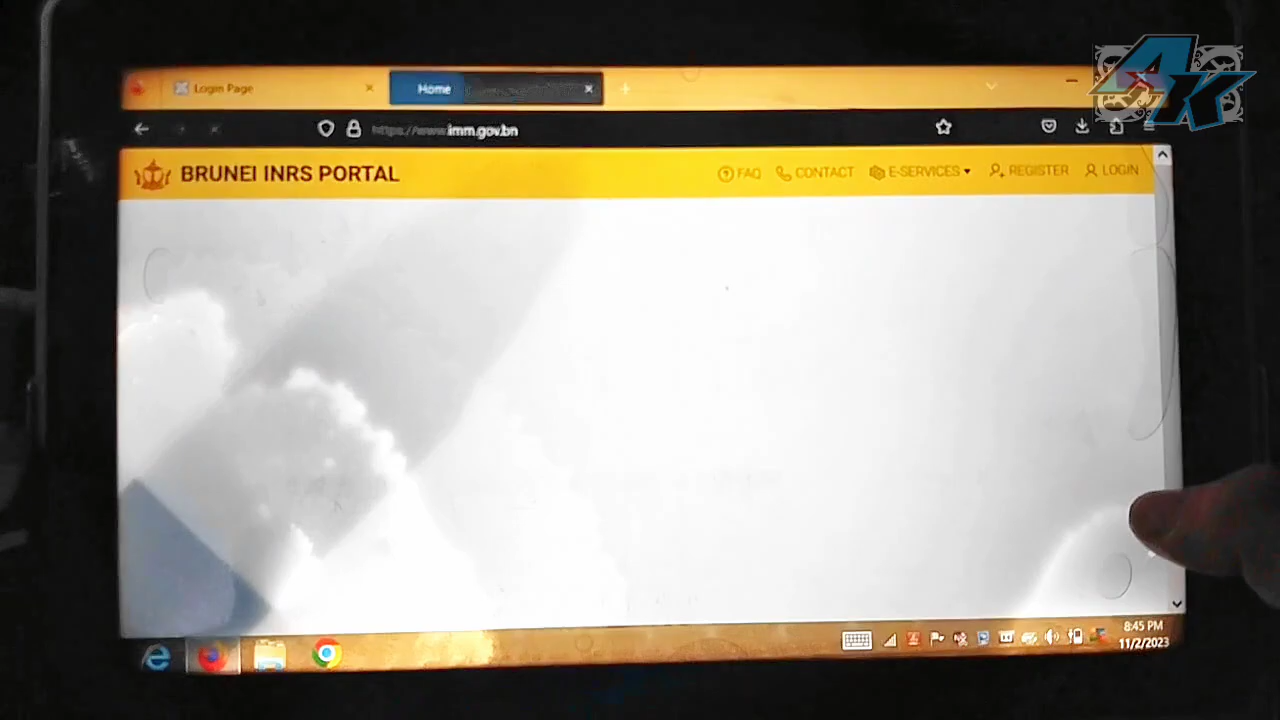 AK
Login Page
Home
https://www.imm.gov.bn
BRUNEI INRS PORTAL
FAQ
CONTACT
E-SERVICES
REGISTER
LOGIN
8:45 PM
11/2/2023